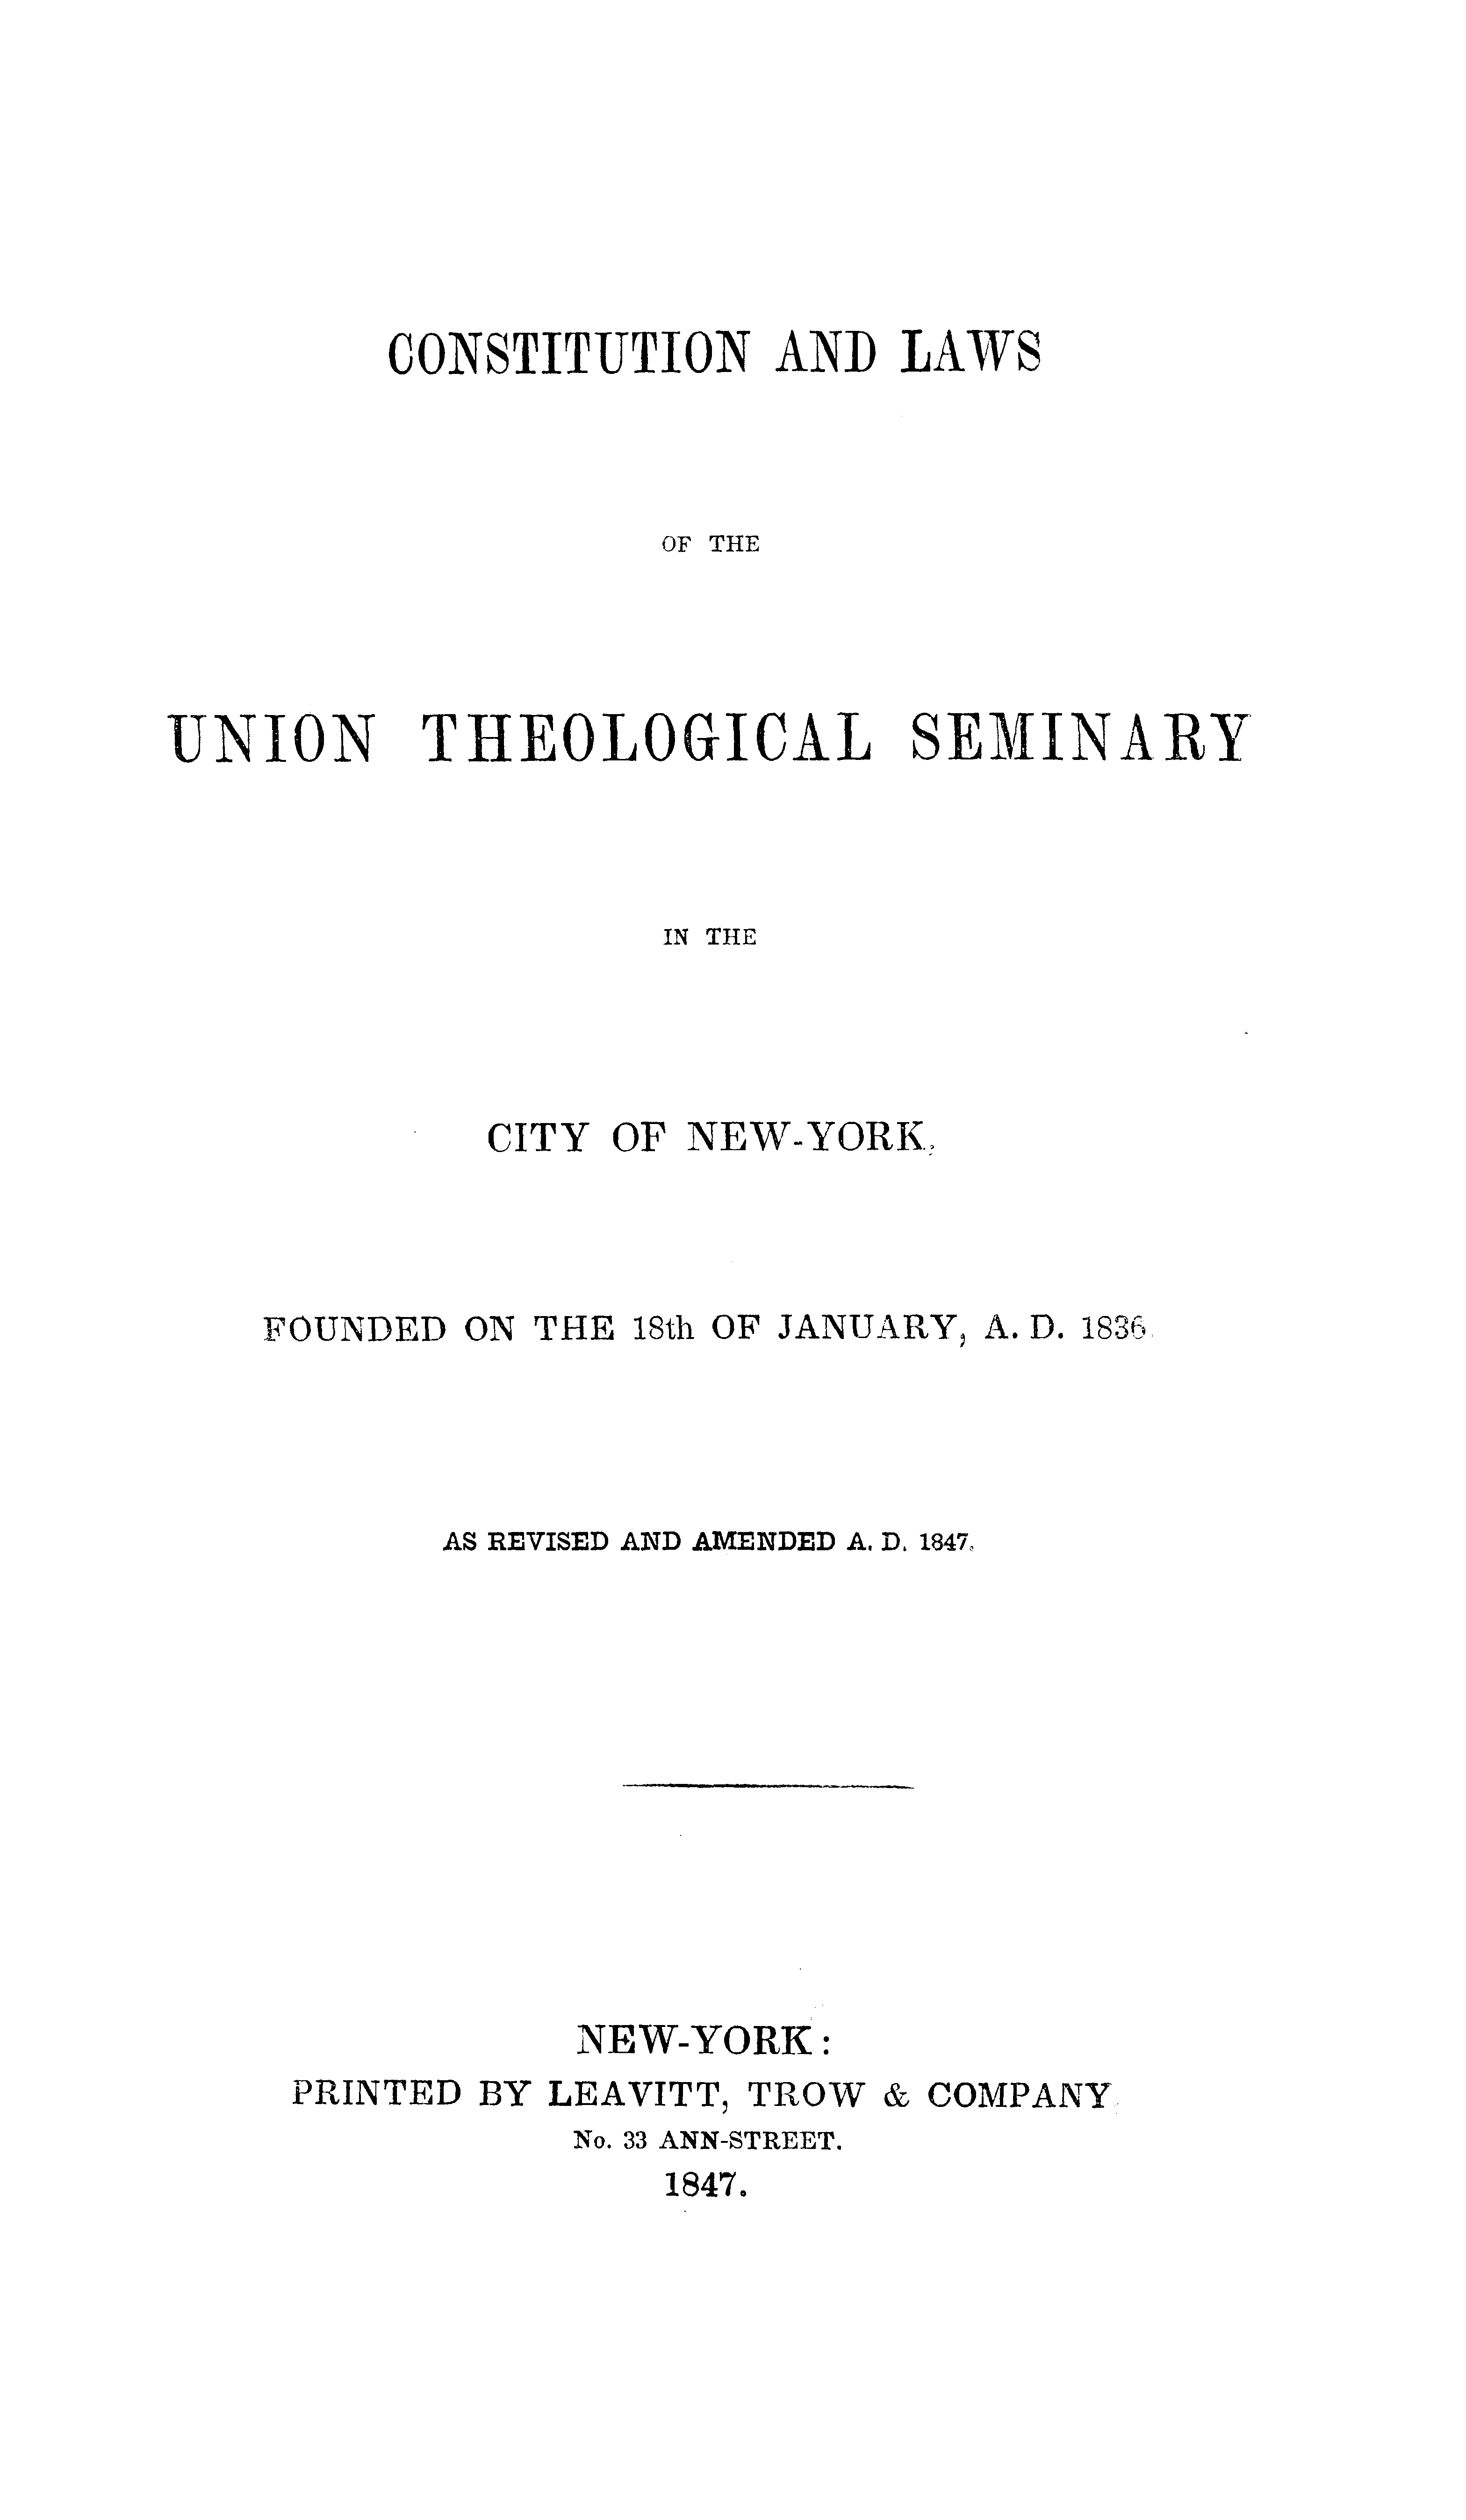 CONSTITUTION AND LAWS
OF THE
UNION THEOLOGICAL SEMINARY
IN THE
CITY OF NEW-YORK,
FOUNDED ON THE 18th OF JANUARY, A. D. 1836.
AS REVISED AND AMENDED A. D. 1847.
NEW-YORK:
PRINTED BY LEAVITT, TROW & COMPANY
No. 33 ANN-STREET.
1847.